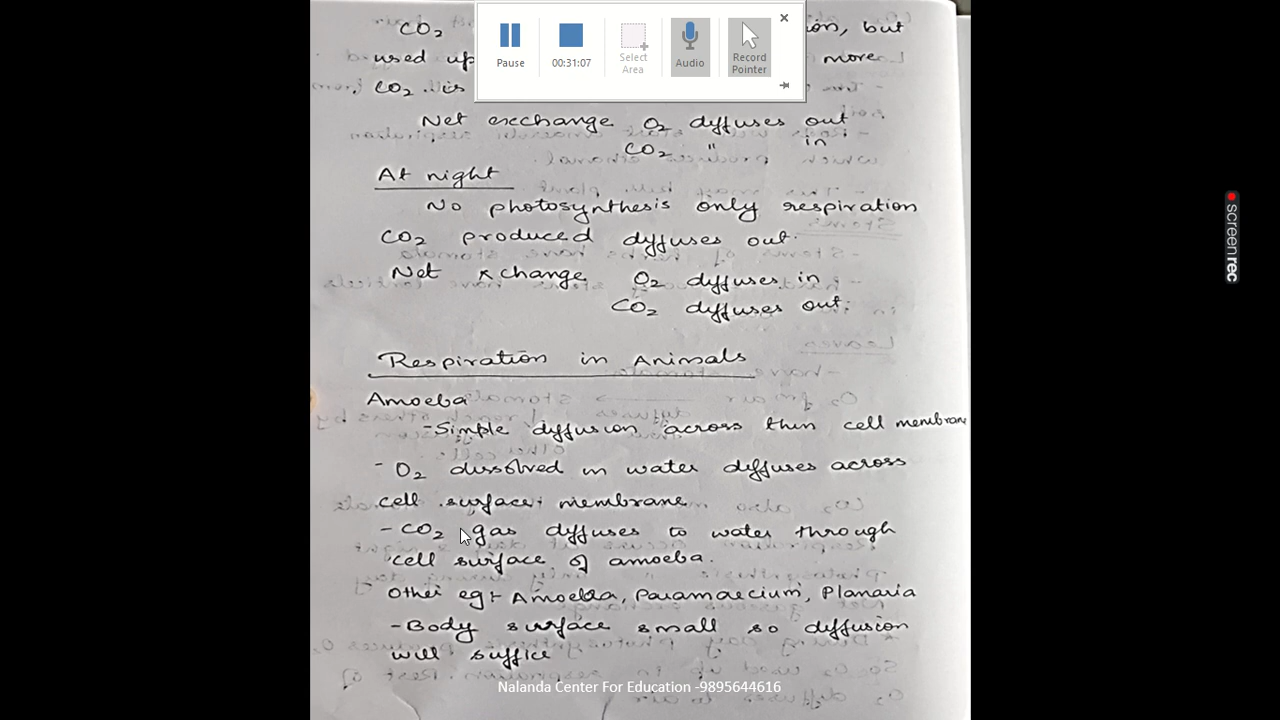 CO2 ion, but
used up more
CO2 is
Pause
00:31:07
Select Area
Audio
Record Pointer
Net exchange O2 diffuses out
CO2 " in
At night
No photosynthesis only respiration
CO2 produced diffuses out.
Net xchange O2 diffuses in
CO2 diffuses out.
Respiration in Animals
Amoeba
-Simple diffusion across thin cell membrane
- O2 dissolved in water diffuses across
cell surface membrane
- CO2 gas diffuses to water through
cell surface of amoeba.
Other eg:- Amoeba, Paramaecium, Planaria
-Body surface small so diffusion
will suffice
Nalanda Center For Education -9895644616
screenrec